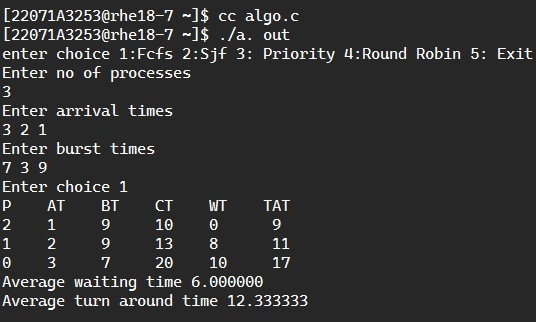 [22071A3253@rhe18-7 ~]$ cc algo.c
[22071A3253@rhe18-7 ~]$ ./a. out
enter choice 1:Fcfs 2:Sjf 3: Priority 4:Round Robin 5: Exit
Enter no of processes
3
Enter arrival times
3 2 1
Enter burst times
7 3 9
Enter choice 1
P AT BT CT WT TAT
2 1 9 10 0 9
1 2 9 13 8 11
0 3 7 20 10 17
Average waiting time 6.000000
Average turn around time 12.333333